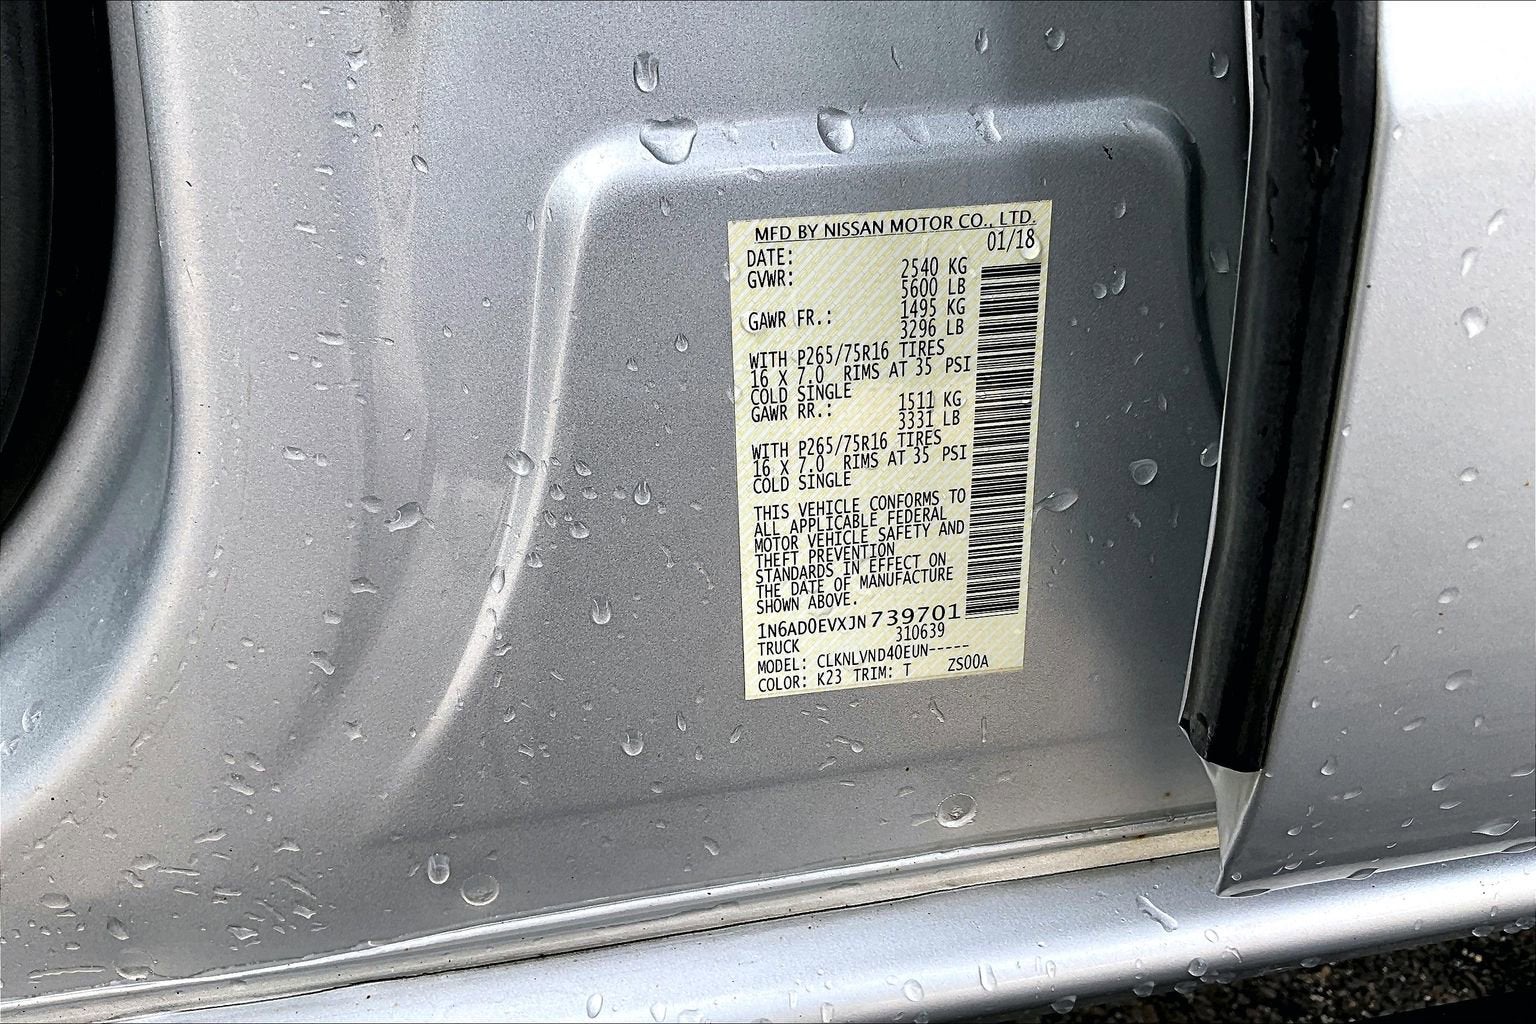 MFD BY NISSAN MOTOR CO., LTD.
DATE: 01/18
GVWR: 2540 KG
5600 LB
GAWR FR.: 1495 KG
3296 LB
WITH P265/75R16 TIRES
16 X 7.0 RIMS AT 35 PSI
COLD SINGLE
GAWR RR.: 1511 KG
3331 LB
WITH P265/75R16 TIRES
16 X 7.0 RIMS AT 35 PSI
COLD SINGLE
THIS VEHICLE CONFORMS TO
ALL APPLICABLE FEDERAL
MOTOR VEHICLE SAFETY AND
THEFT PREVENTION
STANDARDS IN EFFECT ON
THE DATE OF MANUFACTURE
SHOWN ABOVE.
1N6AD0EVXJN739701
TRUCK 310639
MODEL: CLKNLVND40EUN-----
COLOR: K23 TRIM: T ZS00A